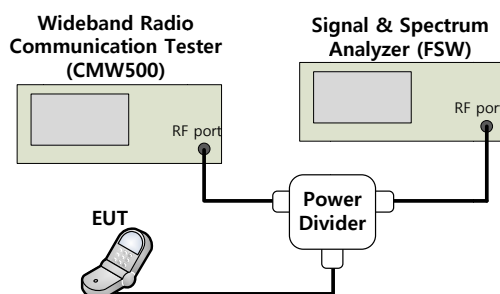 Wideband Radio
Communication Tester
(CMW500)
Signal & Spectrum
Analyzer (FSW)
RF port
RF port
Power
Divider
EUT